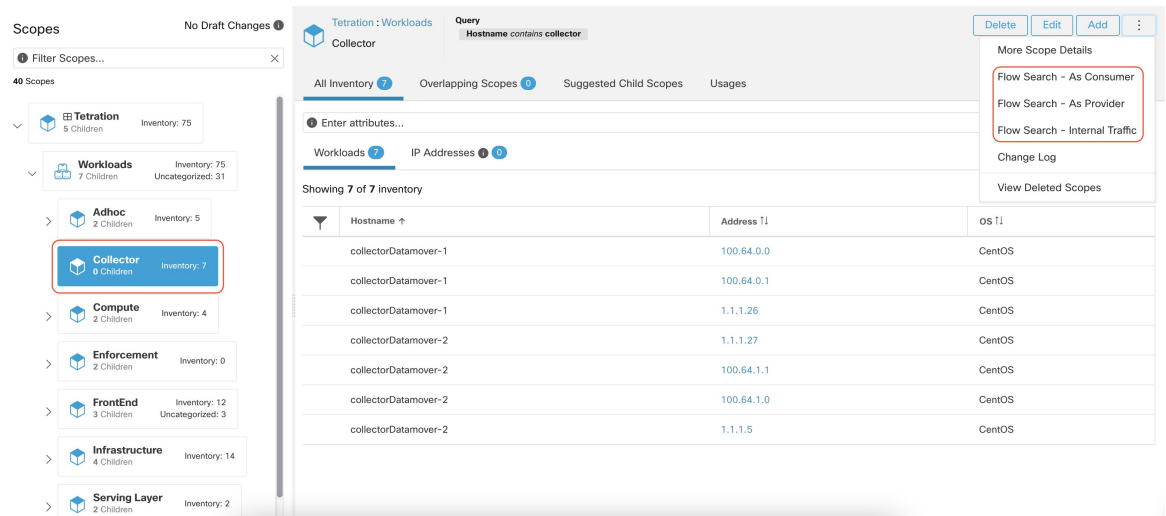 Scopes
No Draft Changes
Filter Scopes...
40 Scopes
Tetration
5 Children
Inventory: 75
Workloads
7 Children
Inventory: 75
Uncategorized: 31
Adhoc
2 Children
Inventory: 5
Collector
0 Children
Inventory: 7
Compute
2 Children
Inventory: 4
Enforcement
2 Children
Inventory: 0
FrontEnd
3 Children
Inventory: 12
Uncategorized: 3
Infrastructure
4 Children
Inventory: 14
Serving Layer
2 Children
Inventory: 2
Tetration : Workloads
Collector
Query
Hostname contains collector
Delete
Edit
Add
More Scope Details
Flow Search - As Consumer
Flow Search - As Provider
Flow Search - Internal Traffic
Change Log
View Deleted Scopes
All Inventory 7
Overlapping Scopes 0
Suggested Child Scopes
Usages
Enter attributes...
Workloads 7
IP Addresses 0
Showing 7 of 7 inventory
Hostname ↑ Address ↑↓ OS ↑↓
collectorDatamover-1 100.64.0.0 CentOS
collectorDatamover-1 100.64.0.1 CentOS
collectorDatamover-1 1.1.1.26 CentOS
collectorDatamover-2 1.1.1.27 CentOS
collectorDatamover-2 100.64.1.1 CentOS
collectorDatamover-2 100.64.1.0 CentOS
collectorDatamover-2 1.1.1.5 CentOS